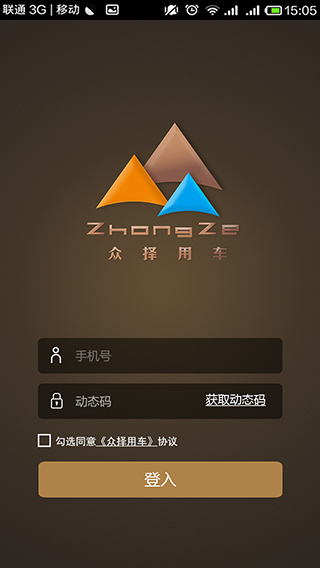 联通 3G | 移动 15:05
ZhongZe
众择用车
手机号
动态码 获取动态码
勾选同意《众择用车》协议
登入